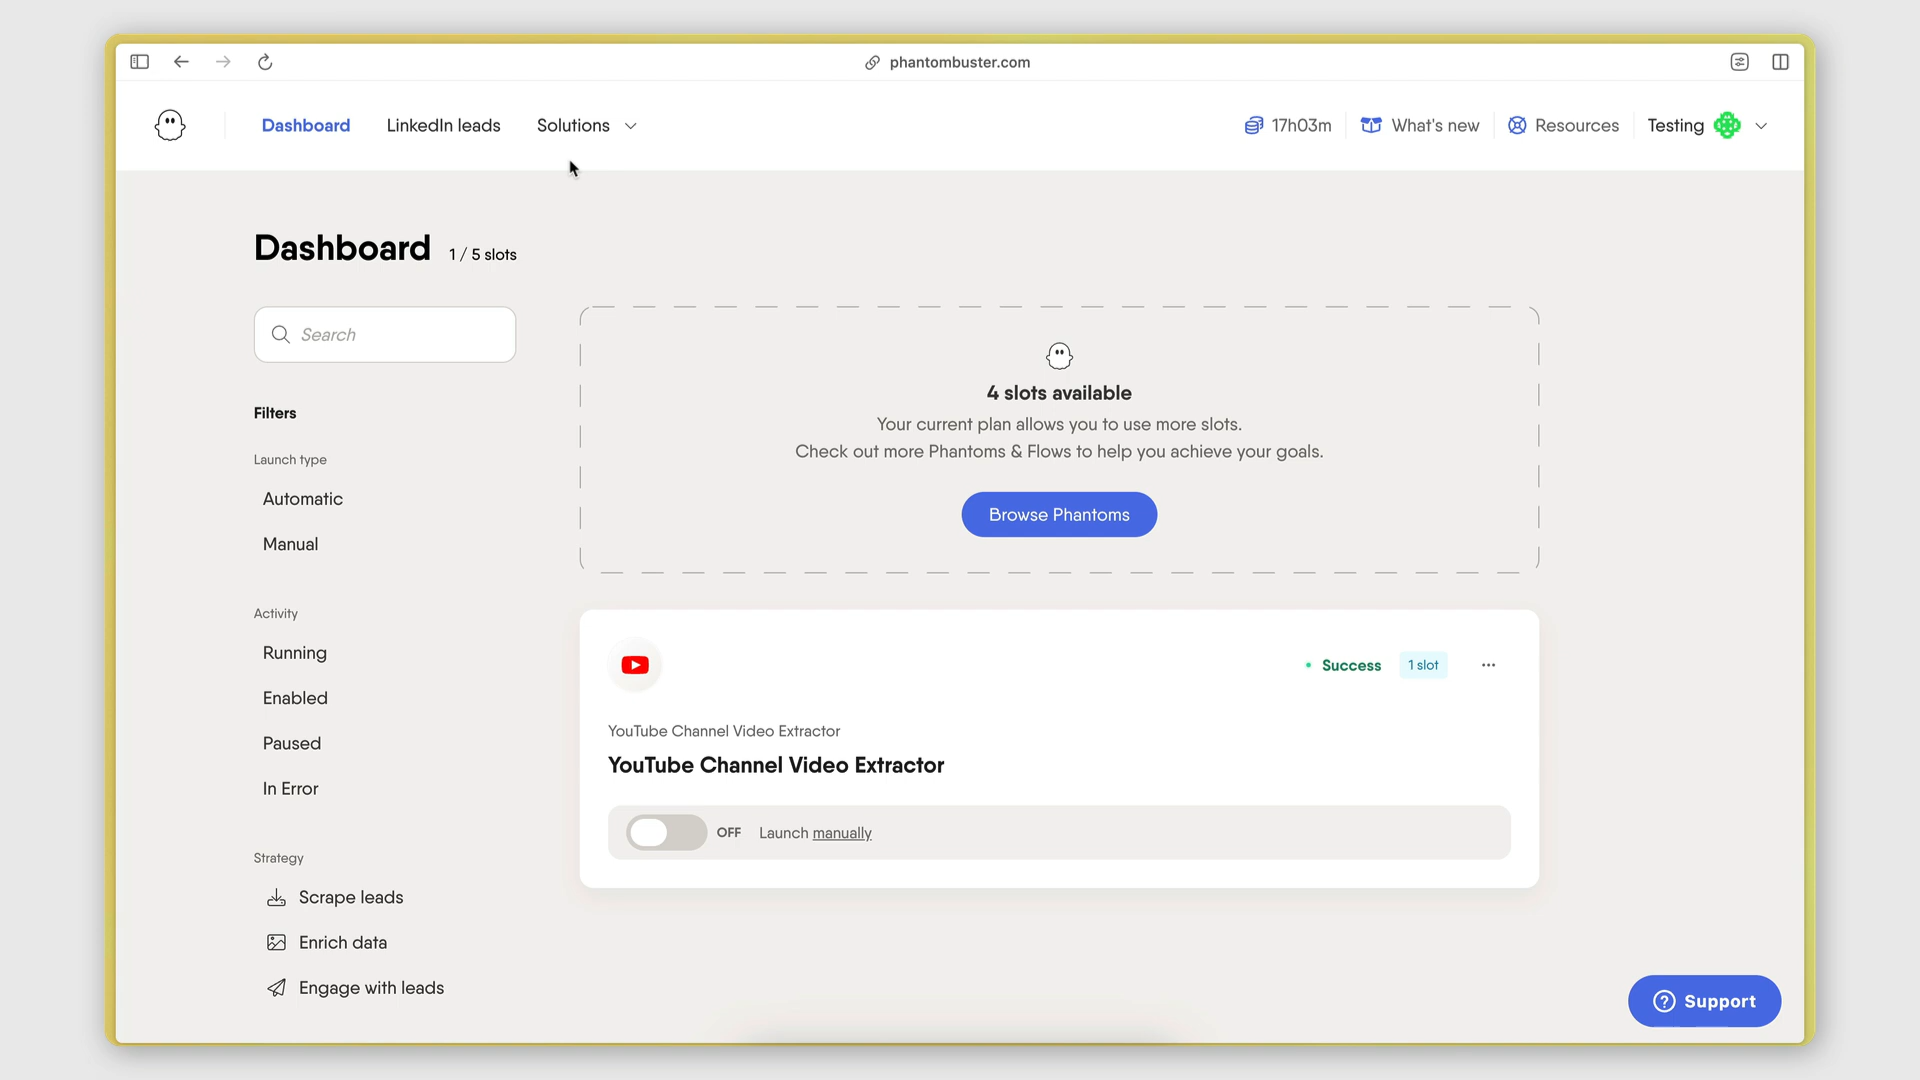 phantombuster.com
Dashboard
LinkedIn leads
Solutions
17h03m
What's new
Resources
Testing
Dashboard
1 / 5 slots
Search
Filters
Launch type
Automatic
Manual
Activity
Running
Enabled
Paused
In Error
Strategy
Scrape leads
Enrich data
Engage with leads
4 slots available
Your current plan allows you to use more slots.
Check out more Phantoms & Flows to help you achieve your goals.
Browse Phantoms
Success
1 slot
YouTube Channel Video Extractor
YouTube Channel Video Extractor
OFF
Launch manually
Support